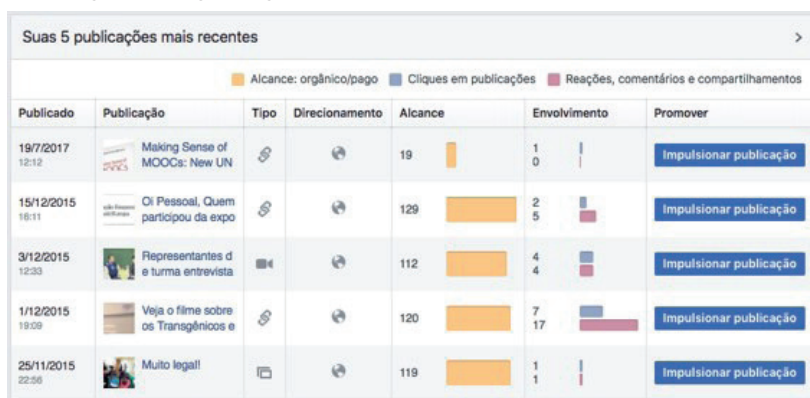 Suas 5 publicações mais recentes
Alcance: orgânico/pago Cliques em publicações Reações, comentários e compartilhamentos
Publicado Publicação Tipo Direcionamento Alcance Envolvimento Promover
19/7/2017
12:12
Making Sense of
MOOCs: New UN
19
1
0
Impulsionar publicação
15/12/2015
16:11
Oi Pessoal, Quem
participou da expo
129
2
5
Impulsionar publicação
3/12/2015
12:33
Representantes d
e turma entrevista
112
4
4
Impulsionar publicação
1/12/2015
19:09
Veja o filme sobre
os Transgênicos e
120
7
17
Impulsionar publicação
25/11/2015
22:56
Muito legal!
119
1
1
Impulsionar publicação